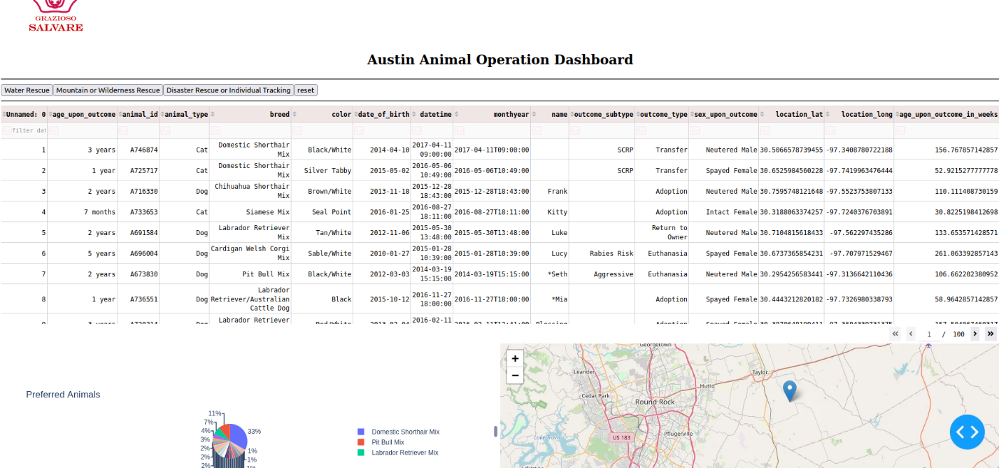 GRAZIOSO
SALVARE
Austin Animal Operation Dashboard
Water Rescue Mountain or Wilderness Rescue Disaster Rescue or Individual Tracking reset
Unnamed: 0 age_upon_outcome animal_id animal_type breed color date_of_birth datetime monthyear name outcome_subtype outcome_type sex_upon_outcome location_lat location_long age_upon_outcome_in_weeks
filter dat
1 3 years A746874 Cat Domestic Shorthair Mix Black/White 2014-04-10 2017-04-11 09:00:00 2017-04-11T09:00:00 SCRP Transfer Neutered Male 30.5066578739455 -97.3408780722188 156.767857142857
2 1 year A725717 Cat Domestic Shorthair Mix Silver Tabby 2015-05-02 2016-05-06 10:49:00 2016-05-06T10:49:00 SCRP Transfer Spayed Female 30.6525984560228 -97.7419963476444 52.9215277777778
3 2 years A716330 Dog Chihuahua Shorthair Mix Brown/White 2013-11-18 2015-12-28 18:43:00 2015-12-28T18:43:00 Frank Adoption Neutered Male 30.7595748121648 -97.5523753807133 110.111408730159
4 7 months A733653 Cat Siamese Mix Seal Point 2016-01-25 2016-08-27 18:11:00 2016-08-27T18:11:00 Kitty Adoption Intact Female 30.3188063374257 -97.7240376703891 30.8225198412698
5 2 years A691584 Dog Labrador Retriever Mix Tan/White 2012-11-06 2015-05-30 13:48:00 2015-05-30T13:48:00 Luke Return to Owner Neutered Male 30.7104815618433 -97.562297435286 133.653571428571
6 5 years A696004 Dog Cardigan Welsh Corgi Mix Sable/White 2010-01-27 2015-01-28 10:39:00 2015-01-28T10:39:00 Lucy Rabies Risk Euthanasia Spayed Female 30.6737365854231 -97.707971529467 261.063392857143
7 2 years A673830 Dog Pit Bull Mix Black/White 2012-03-03 2014-03-19 15:15:00 2014-03-19T15:15:00 *Seth Aggressive Euthanasia Neutered Male 30.2954256583441 -97.3136642110436 106.662202380952
8 1 year A736551 Dog Labrador Retriever/Australian Cattle Dog Black 2015-10-12 2016-11-27 18:00:00 2016-11-27T18:00:00 *Mia Adoption Spayed Female 30.4443212820182 -97.7326980338793 58.9642857142857
Labrador Retriever 2016-02-11
1 / 100
Preferred Animals
11%
7%
4%
3%
2%
2%
2%
33%
1%
1%
1%
Domestic Shorthair Mix
Pit Bull Mix
Labrador Retriever Mix
+
−
Georgetown
Leander
Taylor
Hutto
Cedar Park
Round Rock
Pflugerville
US 183
Lake Travis
Lakeway